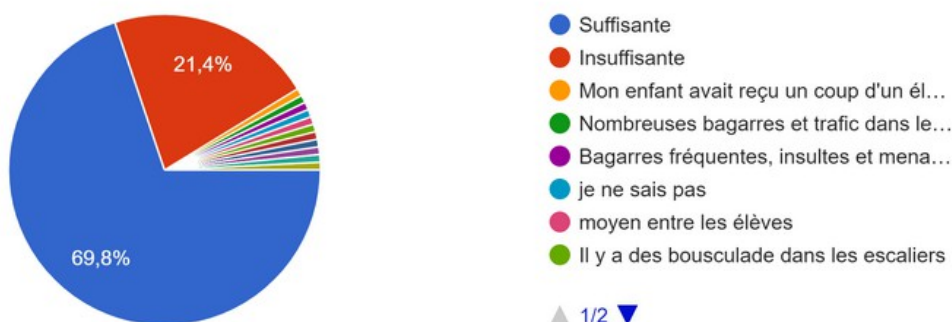 21,4%
69,8%
Suffisante
Insuffisante
Mon enfant avait reçu un coup d'un él...
Nombreuses bagarres et trafic dans le...
Bagarres fréquentes, insultes et mena...
je ne sais pas
moyen entre les élèves
Il y a des bousculade dans les escaliers
1/2